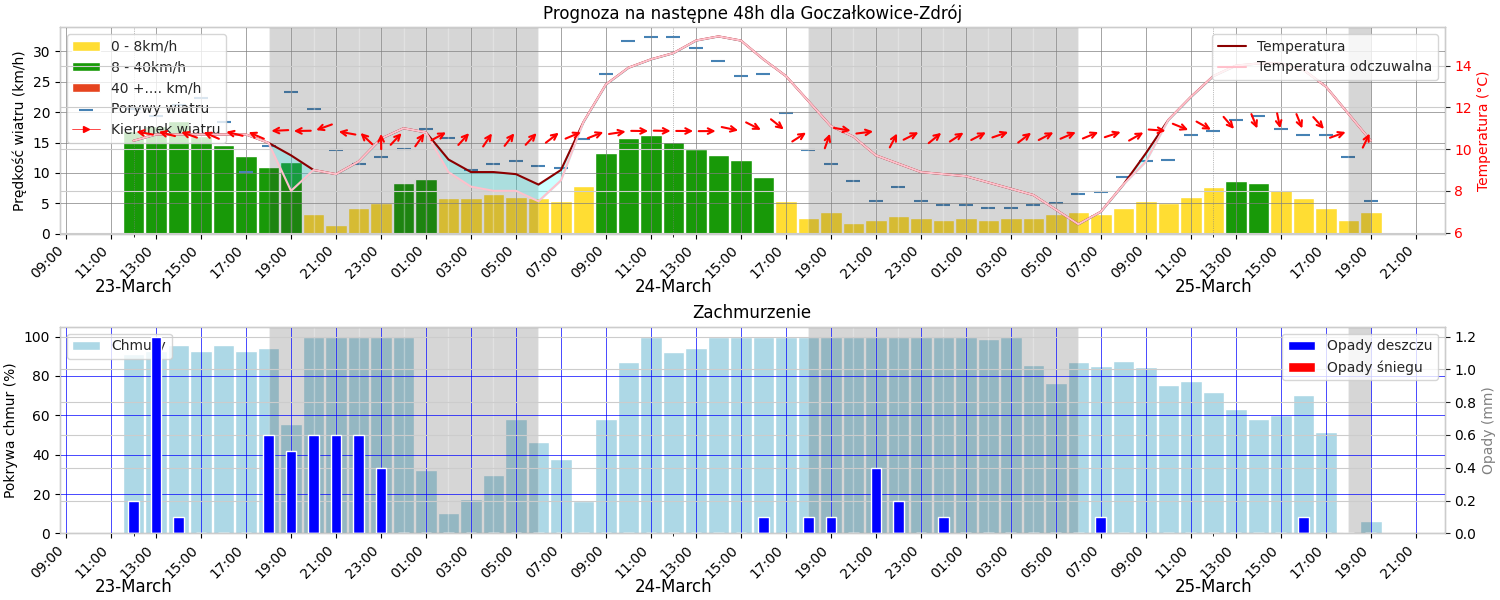 Prognoza na następne 48h dla Goczałkowice-Zdrój
Prędkość wiatru (km/h)
30
25
20
15
10
5
0
0 - 8km/h
8 - 40km/h
40 +.... km/h
Porywy wiatru
Kierunek wiatru
Temperatura
Temperatura odczuwalna
14
12
10
8
6
Temperatura (°C)
09:00 11:00 13:00 15:00 17:00 19:00 21:00 23:00 01:00 03:00 05:00 07:00 09:00 11:00 13:00 15:00 17:00 19:00 21:00 23:00 01:00 03:00 05:00 07:00 09:00 11:00 13:00 15:00 17:00 19:00 21:00
23-March 24-March 25-March
Zachmurzenie
Pokrywa chmur (%)
100
80
60
40
20
0
Chmury
Opady deszczu
Opady śniegu
1.2
1.0
0.8
0.6
0.4
0.2
0.0
Opady (mm)
09:00 11:00 13:00 15:00 17:00 19:00 21:00 23:00 01:00 03:00 05:00 07:00 09:00 11:00 13:00 15:00 17:00 19:00 21:00 23:00 01:00 03:00 05:00 07:00 09:00 11:00 13:00 15:00 17:00 19:00 21:00
23-March 24-March 25-March